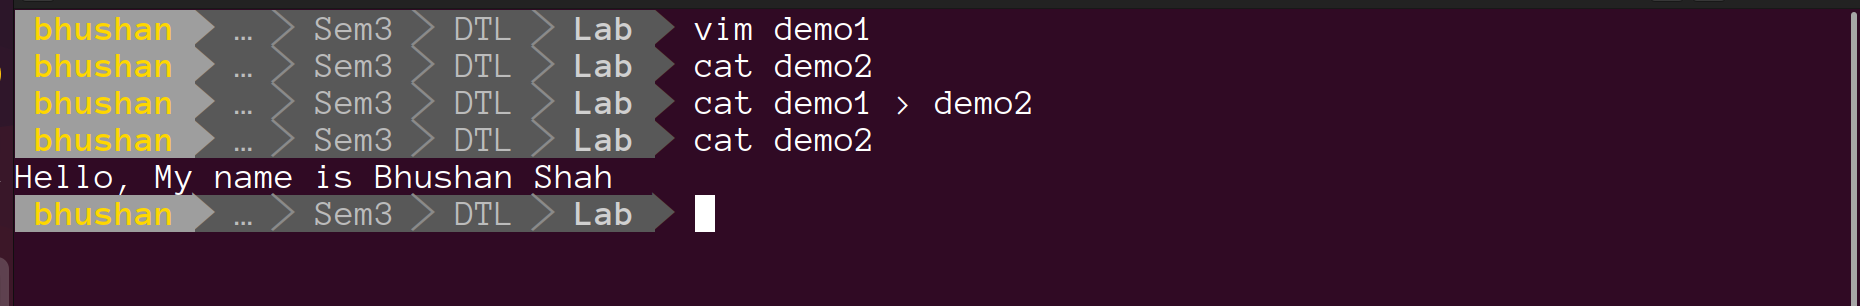 bhushan … Sem3 DTL Lab vim demo1
bhushan … Sem3 DTL Lab cat demo2
bhushan … Sem3 DTL Lab cat demo1 > demo2
bhushan … Sem3 DTL Lab cat demo2
Hello, My name is Bhushan Shah
bhushan … Sem3 DTL Lab